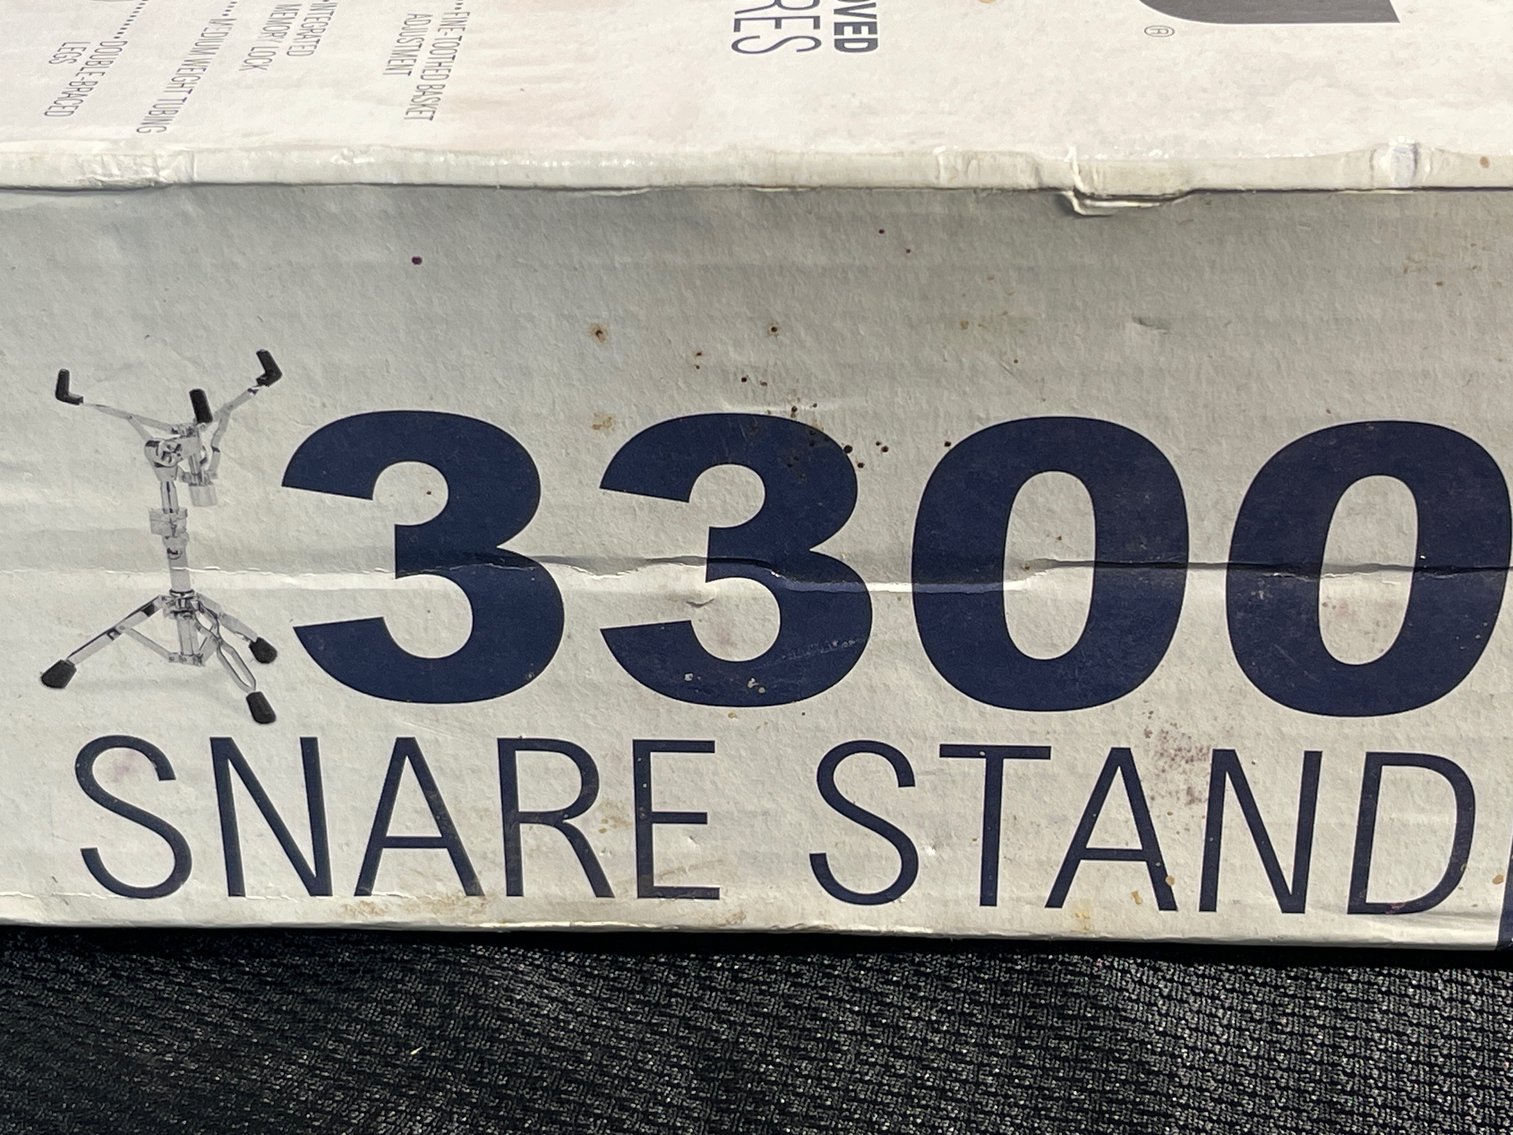 FINE-TOOTHED BASKET
ADJUSTMENT
INTEGRATED
MEMORY LOCK
MEDIUM WEIGHT TUBING
DOUBLE-BRACED
LEGS
®
3300
SNARE STAND